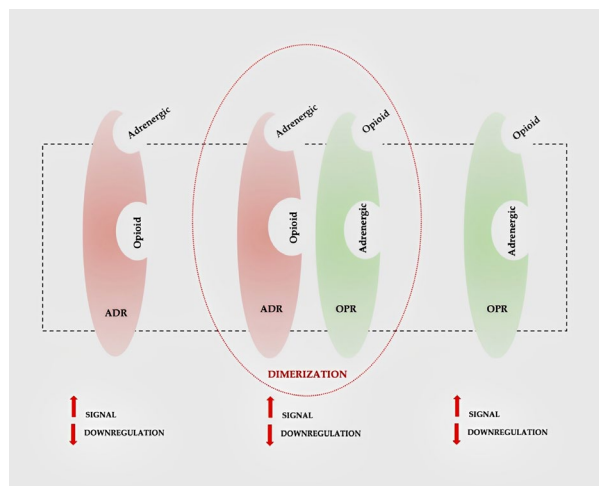 Adrenergic
Opioid
ADR
Adrenergic
Opioid
ADR
Opioid
Adrenergic
OPR
DIMERIZATION
Opioid
Adrenergic
OPR
SIGNAL
DOWNREGULATION
SIGNAL
DOWNREGULATION
SIGNAL
DOWNREGULATION